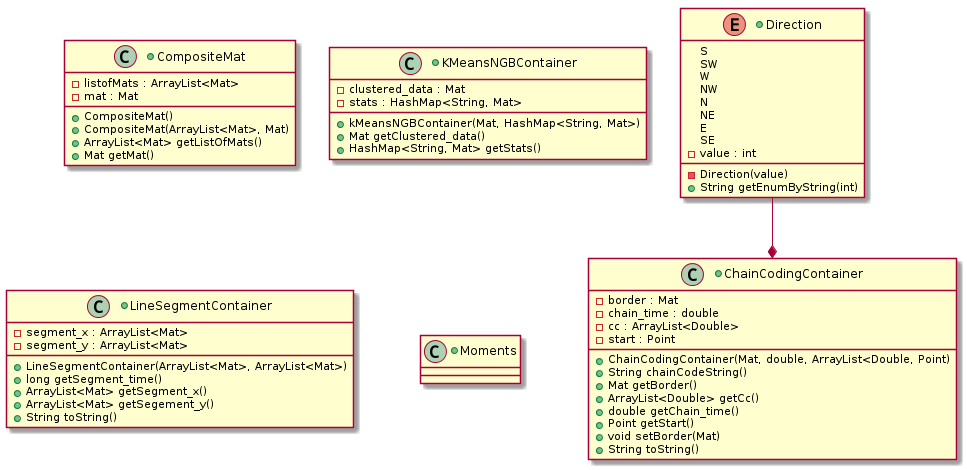 C CompositeMat
listofMats : ArrayList<Mat>
mat : Mat
CompositeMat()
CompositeMat(ArrayList<Mat>, Mat)
ArrayList<Mat> getListOfMats()
Mat getMat()
C KMeansNGBContainer
clustered_data : Mat
stats : HashMap<String, Mat>
kMeansNGBContainer(Mat, HashMap<String, Mat>)
Mat getClustered_data()
HashMap<String, Mat> getStats()
E Direction
S
SW
W
NW
N
NE
E
SE
value : int
Direction(value)
String getEnumByString(int)
C LineSegmentContainer
segment_x : ArrayList<Mat>
segment_y : ArrayList<Mat>
LineSegmentContainer(ArrayList<Mat>, ArrayList<Mat>)
long getSegment_time()
ArrayList<Mat> getSegment_x()
ArrayList<Mat> getSegement_y()
String toString()
C Moments
C ChainCodingContainer
border : Mat
chain_time : double
cc : ArrayList<Double>
start : Point
ChainCodingContainer(Mat, double, ArrayList<Double, Point)
String chainCodeString()
Mat getBorder()
ArrayList<Double> getCc()
double getChain_time()
Point getStart()
void setBorder(Mat)
String toString()